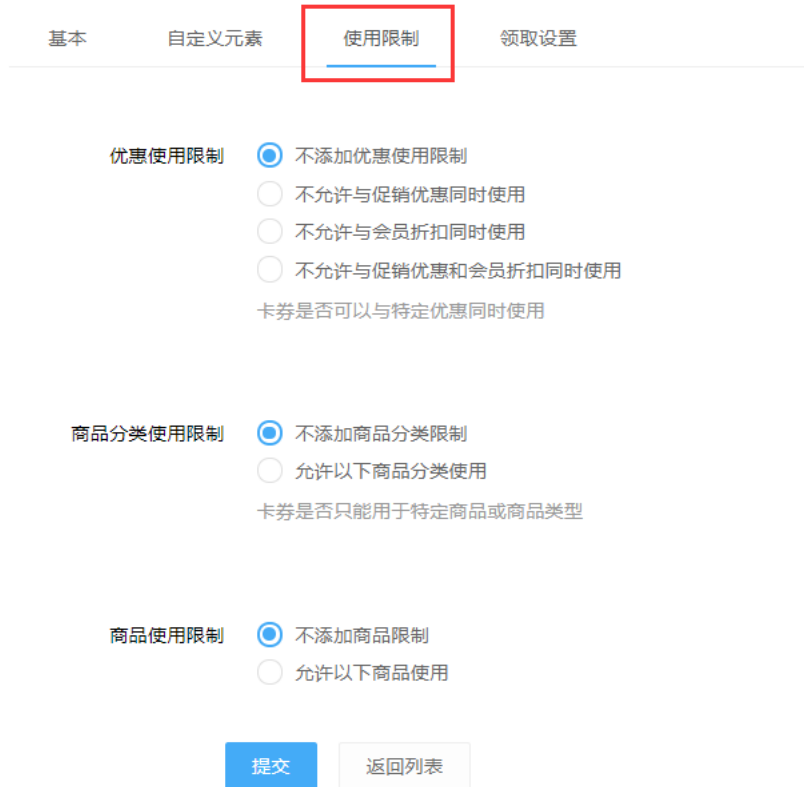 基本 自定义元素 使用限制 领取设置
优惠使用限制 不添加优惠使用限制
不允许与促销优惠同时使用
不允许与会员折扣同时使用
不允许与促销优惠和会员折扣同时使用
卡券是否可以与特定优惠同时使用
商品分类使用限制 不添加商品分类限制
允许以下商品分类使用
卡券是否只能用于特定商品或商品类型
商品使用限制 不添加商品限制
允许以下商品使用
提交 返回列表